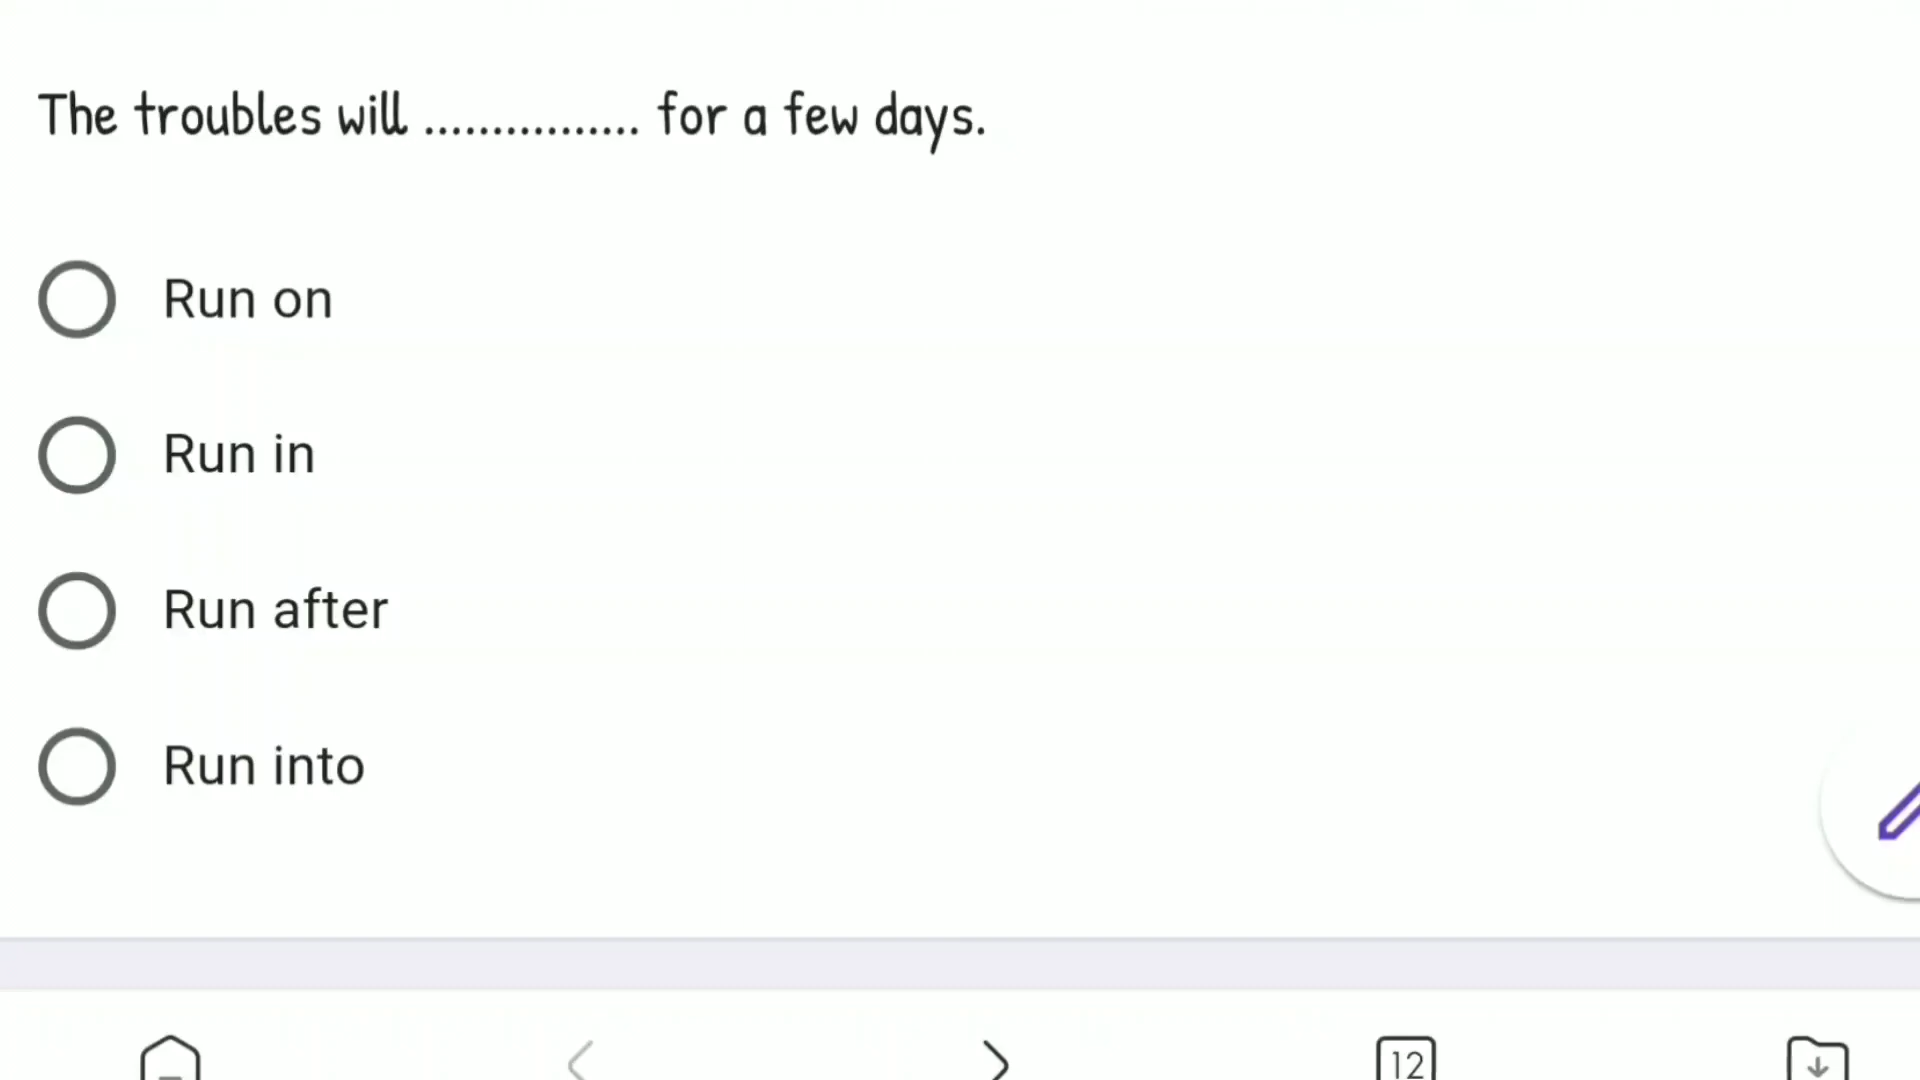 The troubles will ................ for a few days.
Run on
Run in
Run after
Run into
12